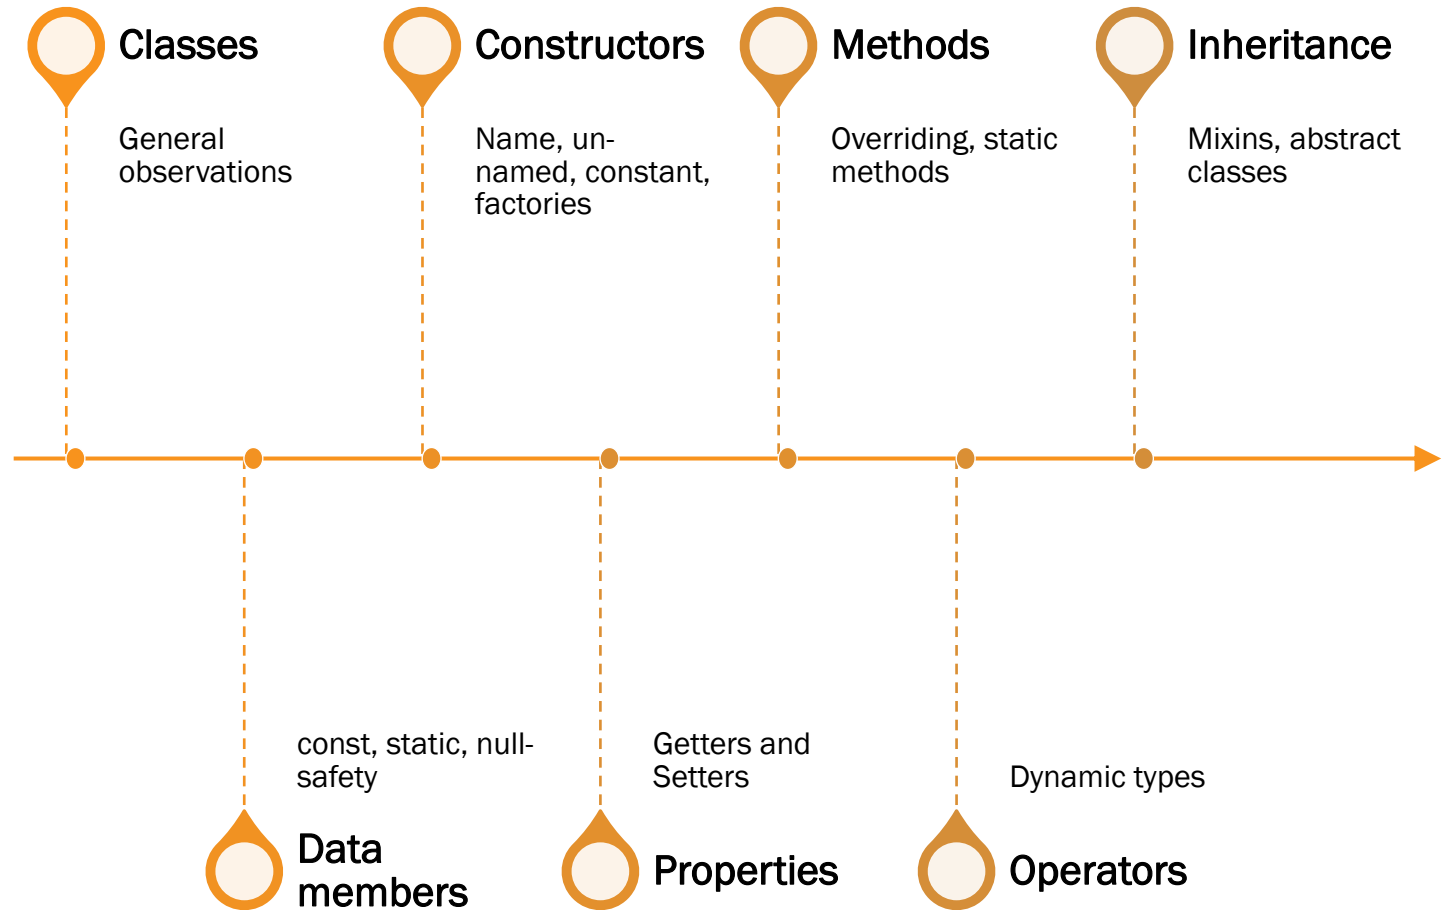 Classes
General
observations
Constructors
Name, un-
named, constant,
factories
Methods
Overriding, static
methods
Inheritance
Mixins, abstract
classes
const, static, null-
safety
Data
members
Getters and
Setters
Properties
Dynamic types
Operators